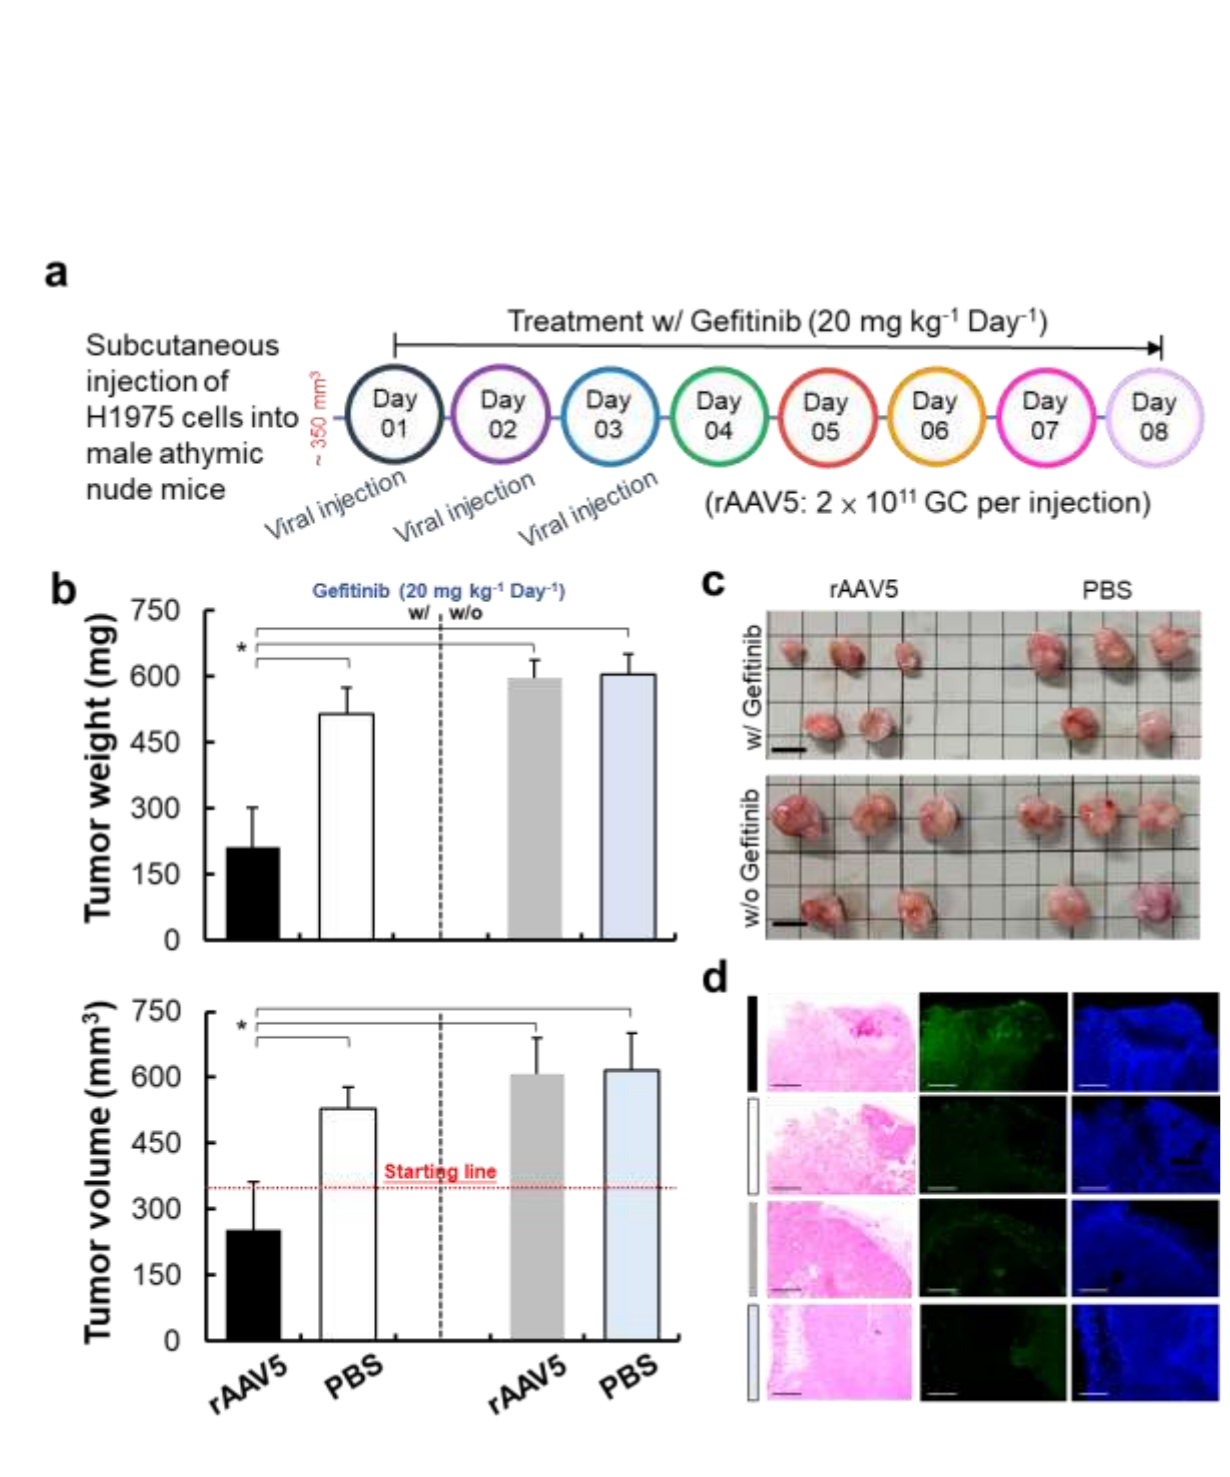 a
Treatment w/ Gefitinib (20 mg kg⁻¹ Day⁻¹)
Subcutaneous
injection of
H1975 cells into
male athymic
nude mice
~ 350 mm³
Day 01
Day 02
Day 03
Day 04
Day 05
Day 06
Day 07
Day 08
Viral injection
Viral injection
Viral injection
(rAAV5: 2 × 10¹¹ GC per injection)
b
Gefitinib (20 mg kg⁻¹ Day⁻¹)
w/ w/o
Tumor weight (mg)
750
600
450
300
150
0
*
Tumor volume (mm³)
750
600
450
300
150
0
*
Starting line
rAAV5
PBS
rAAV5
PBS
c
rAAV5
PBS
w/ Gefitinib
w/o Gefitinib
d